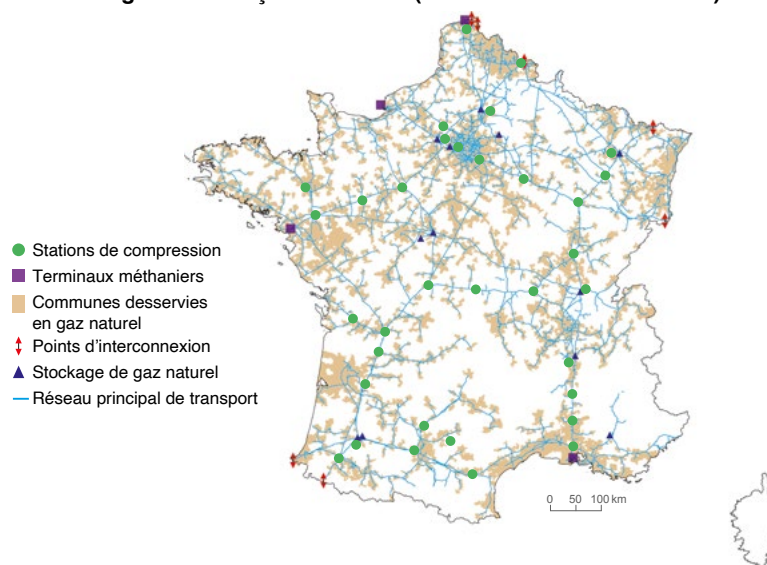 Stations de compression
Terminaux méthaniers
Communes desservies
en gaz naturel
Points d'interconnexion
Stockage de gaz naturel
Réseau principal de transport
0 50 100 km